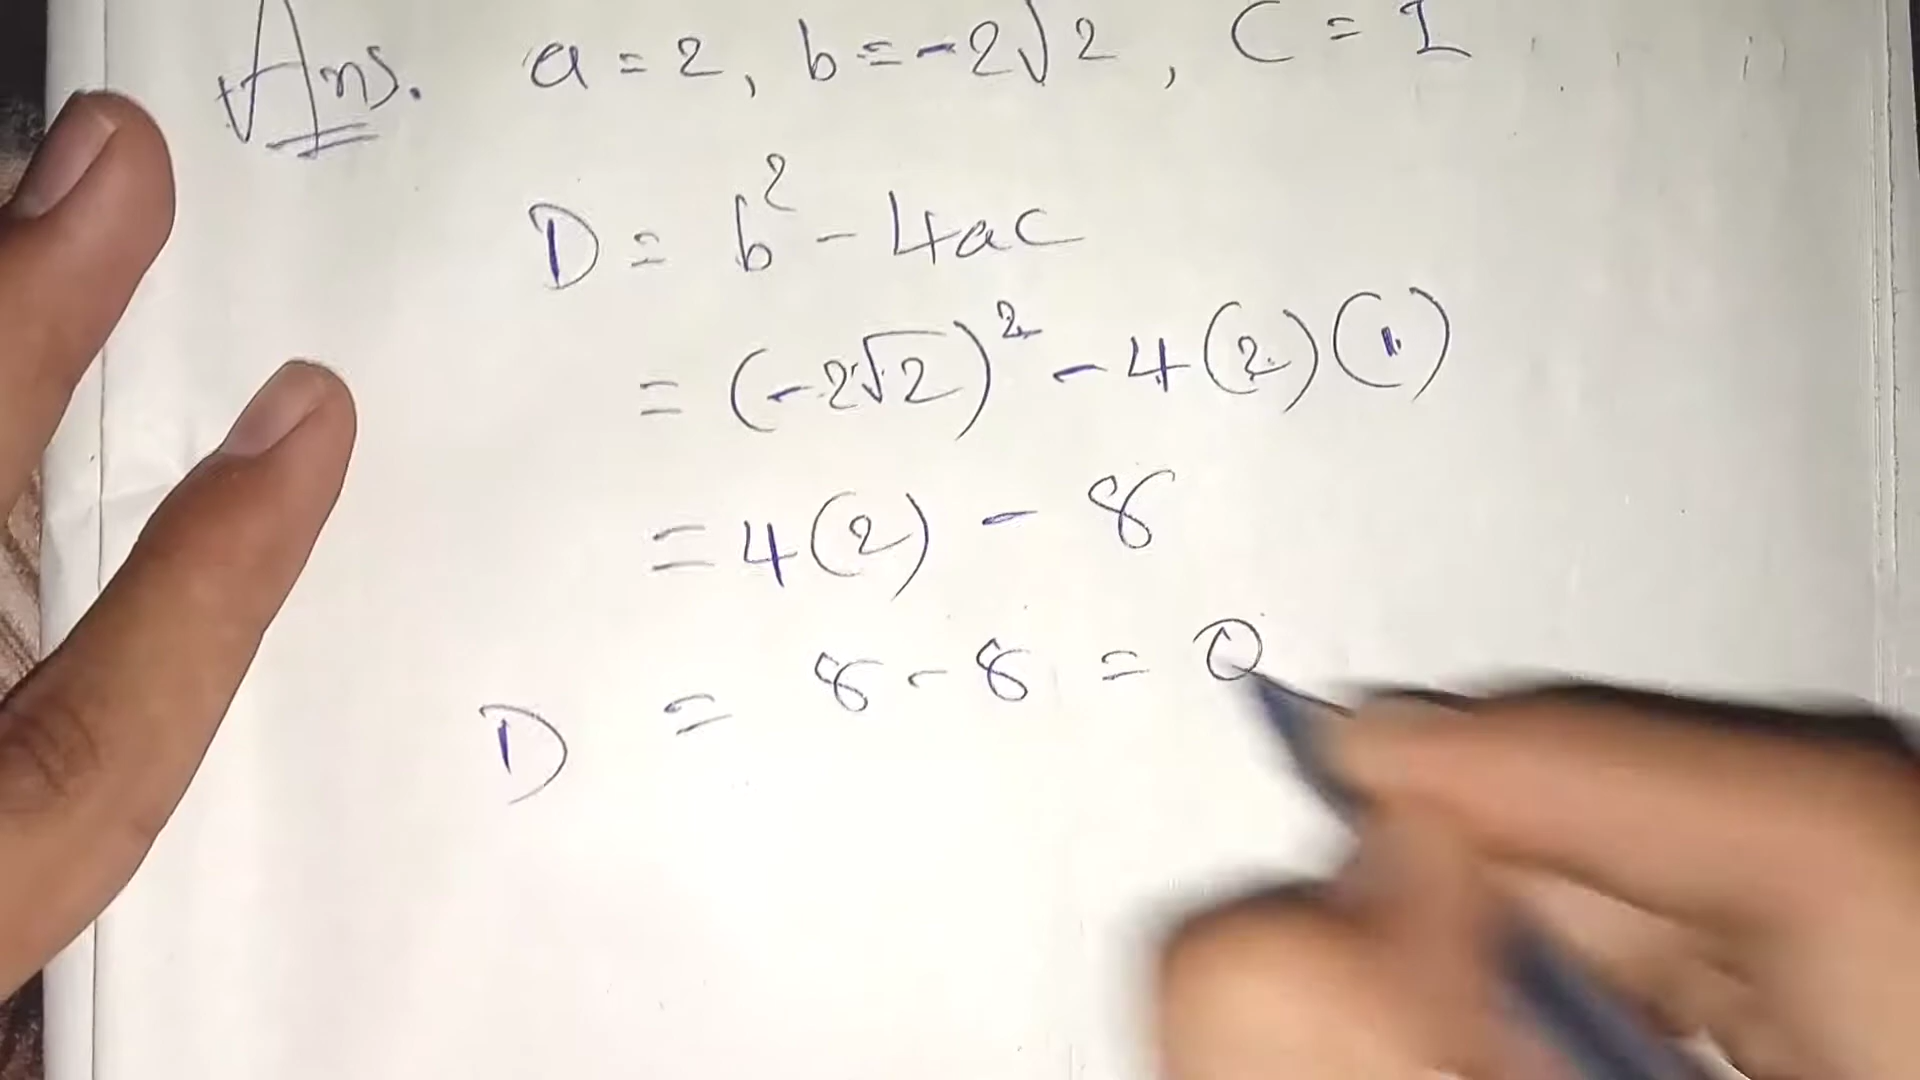 Ans. a = 2, b = -2√2, C = 1
D = b² - 4ac
= (-2√2)² - 4(2)(1)
= 4(2) - 8
D = 8 - 8 = 0